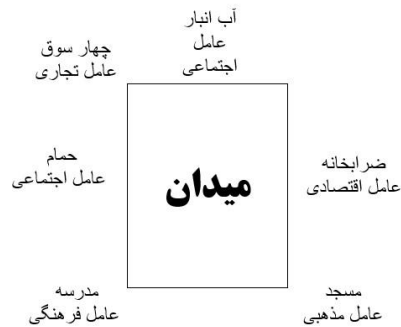 آب انبار
عامل
اجتماعی
چهار سوق
عامل تجاری
ضرابخانه
عامل اقتصادی
میدان
حمام
عامل اجتماعی
مسجد
عامل مذهبی
مدرسه
عامل فرهنگی